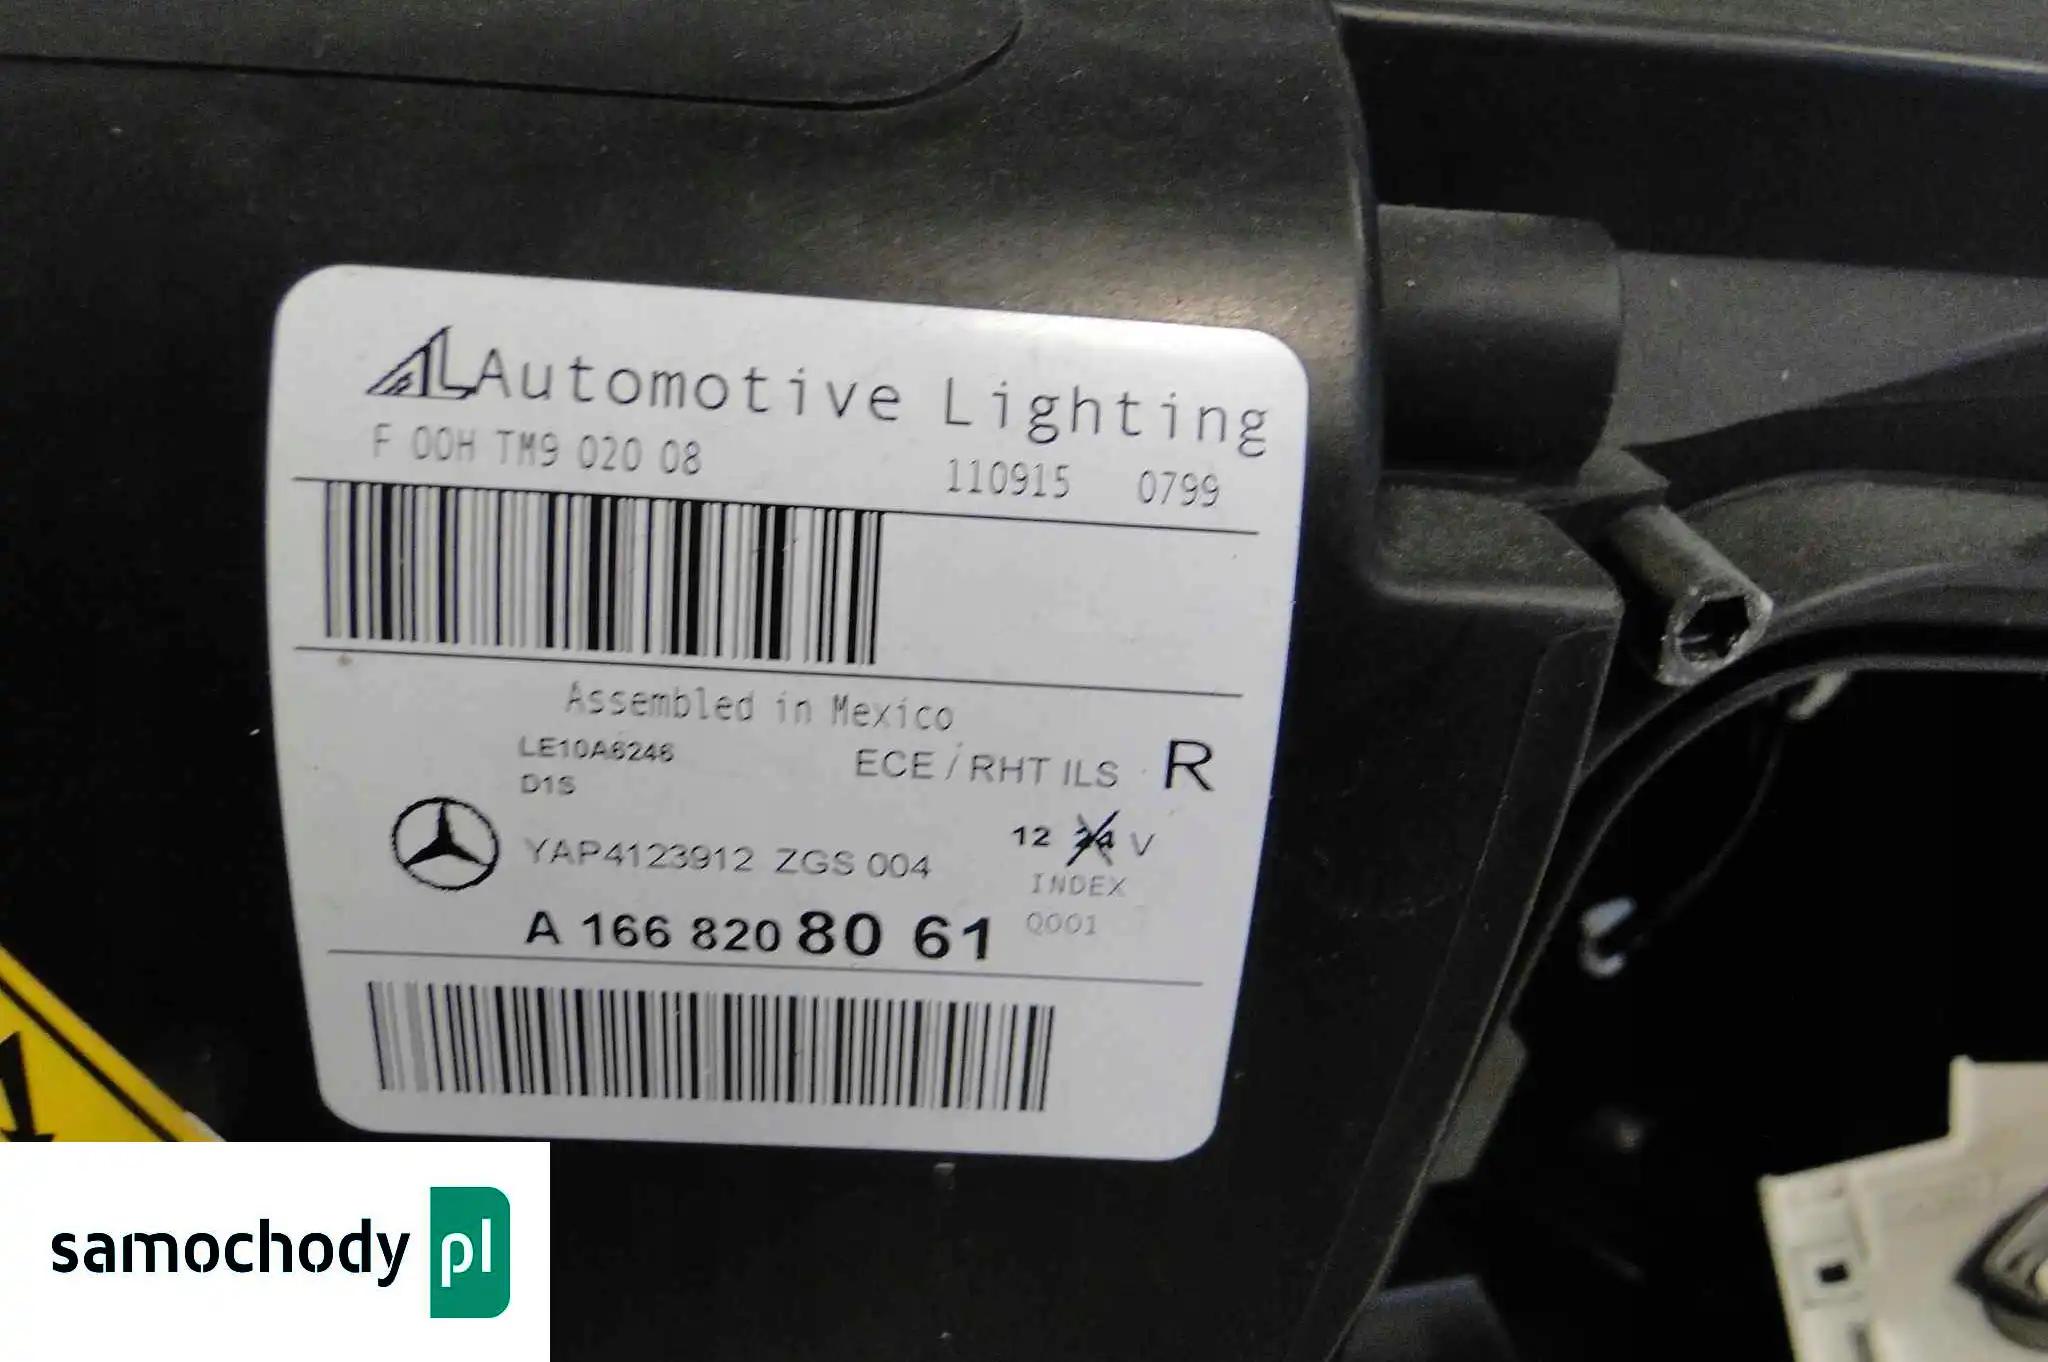 AL Automotive Lighting
F 00H TM9 020 08 110915 0799
Assembled in Mexico
LE10A6246 ECE / RHT ILS R
D1S
12 24 V
YAP4123912 ZGS 004
INDEX
A 166 820 80 61 Q001
samochody pl